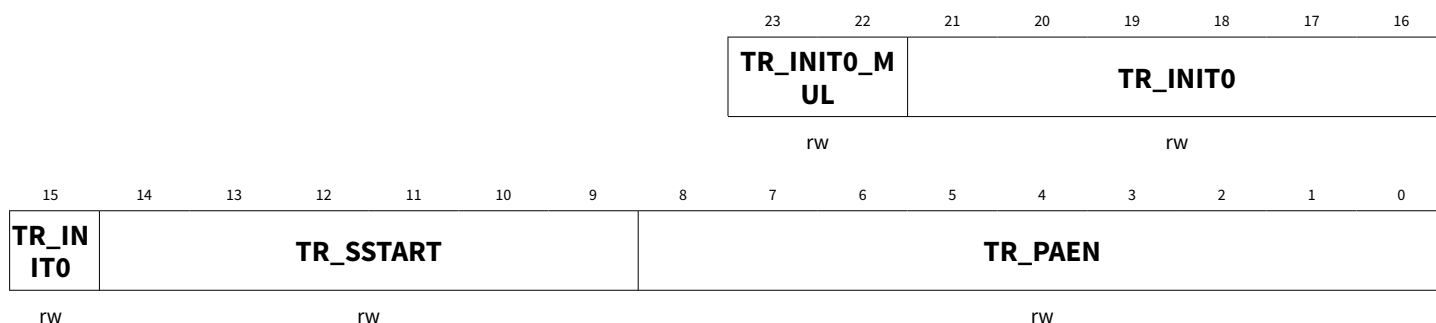 23 22 21 20 19 18 17 16
TR_INIT0_M
UL
TR_INIT0
rw rw
15 14 13 12 11 10 9 8 7 6 5 4 3 2 1 0
TR_IN
IT0
TR_SSTART
TR_PAEN
rw rw rw